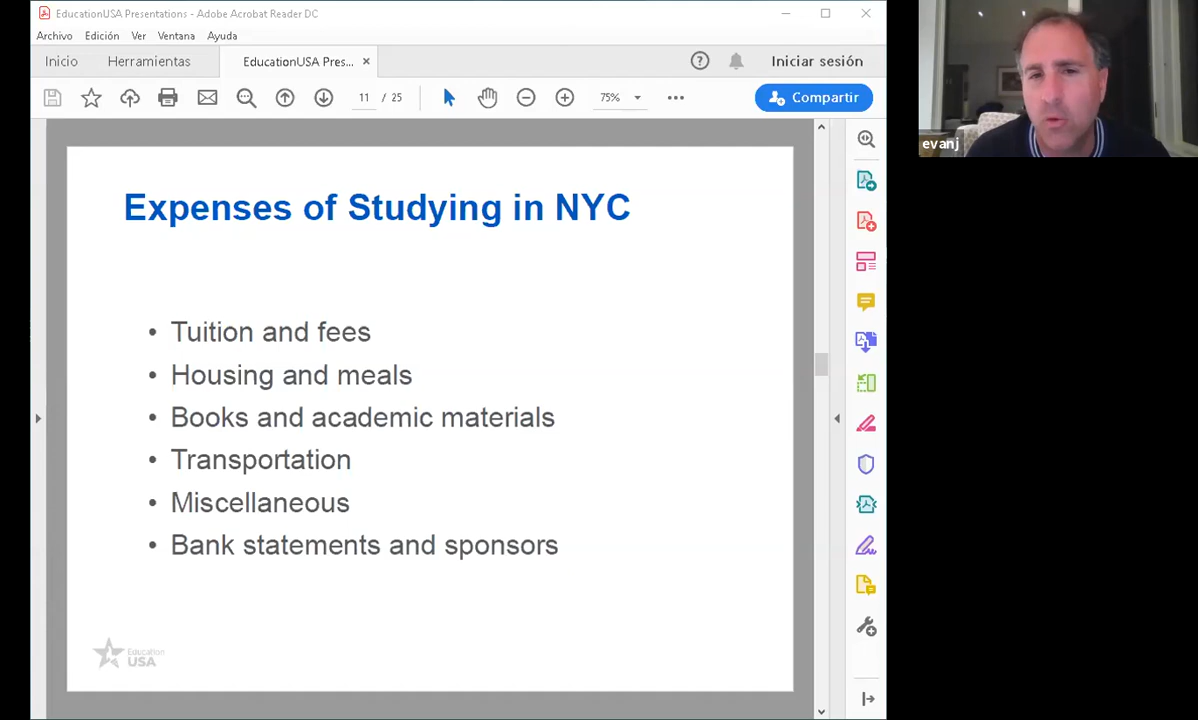 EducationUSA Presentations - Adobe Acrobat Reader DC
Archivo Edición Ver Ventana Ayuda
Inicio Herramientas EducationUSA Pres... Iniciar sesión
11 / 25 75% Compartir
evanj
Expenses of Studying in NYC
• Tuition and fees
• Housing and meals
• Books and academic materials
• Transportation
• Miscellaneous
• Bank statements and sponsors
Education
USA